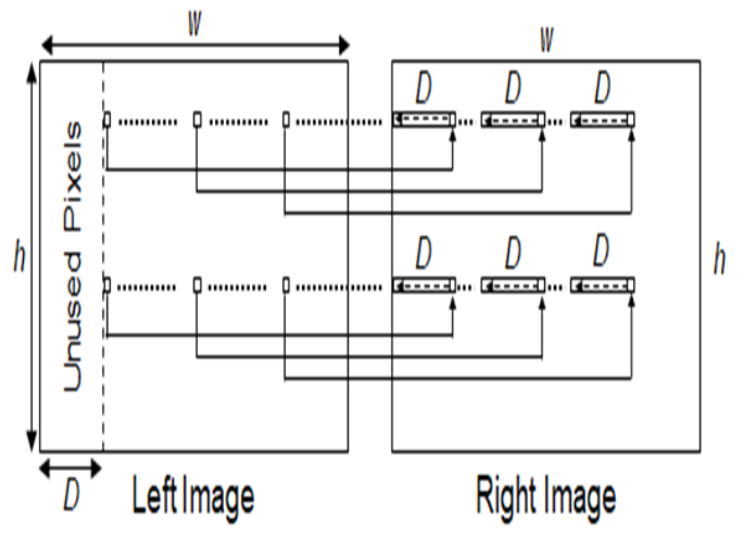 w
w
D D D
Unused Pixels
h
h
D D D
D
Left Image
Right Image